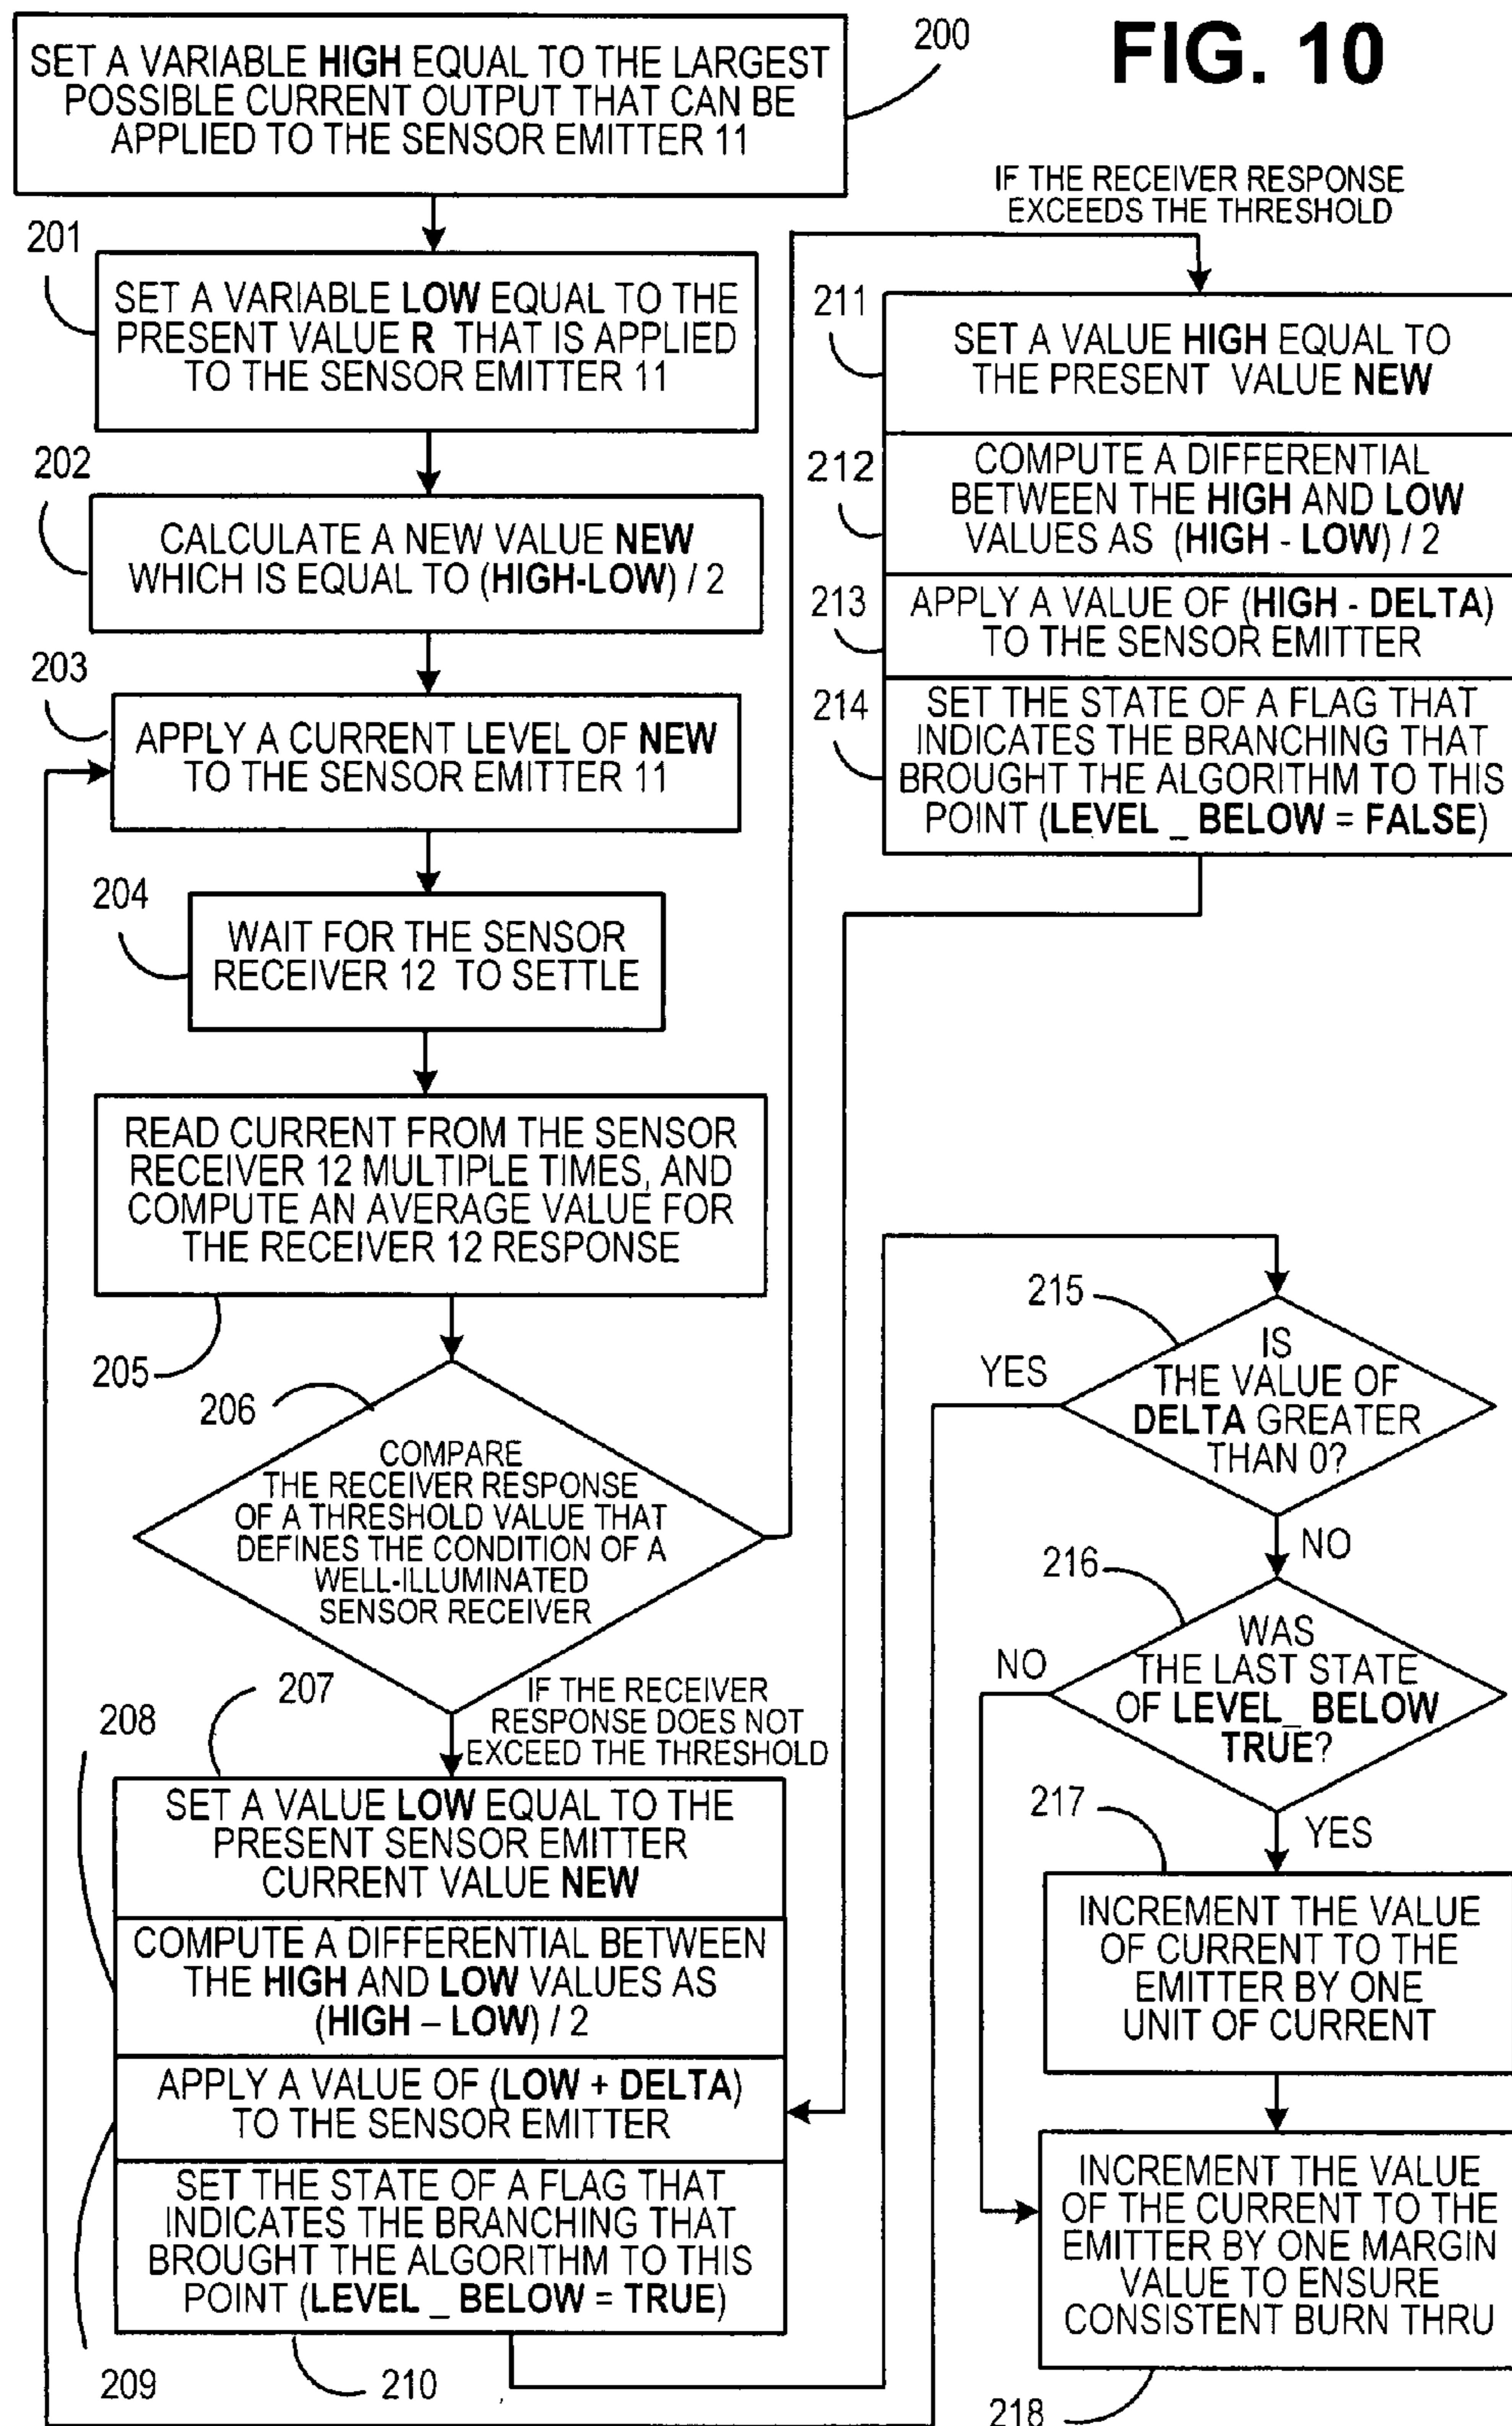 FIG. 10
200
SET A VARIABLE HIGH EQUAL TO THE LARGEST
POSSIBLE CURRENT OUTPUT THAT CAN BE
APPLIED TO THE SENSOR EMITTER 11
201
SET A VARIABLE LOW EQUAL TO THE
PRESENT VALUE R THAT IS APPLIED
TO THE SENSOR EMITTER 11
202
CALCULATE A NEW VALUE NEW
WHICH IS EQUAL TO (HIGH-LOW) / 2
203
APPLY A CURRENT LEVEL OF NEW
TO THE SENSOR EMITTER 11
204
WAIT FOR THE SENSOR
RECEIVER 12 TO SETTLE
READ CURRENT FROM THE SENSOR
RECEIVER 12 MULTIPLE TIMES, AND
COMPUTE AN AVERAGE VALUE FOR
THE RECEIVER 12 RESPONSE
205
206
COMPARE
THE RECEIVER RESPONSE
OF A THRESHOLD VALUE THAT
DEFINES THE CONDITION OF A
WELL-ILLUMINATED
SENSOR RECEIVER
207
IF THE RECEIVER
RESPONSE DOES NOT
EXCEED THE THRESHOLD
208
SET A VALUE LOW EQUAL TO THE
PRESENT SENSOR EMITTER
CURRENT VALUE NEW
COMPUTE A DIFFERENTIAL BETWEEN
THE HIGH AND LOW VALUES AS
(HIGH – LOW) / 2
APPLY A VALUE OF (LOW + DELTA)
TO THE SENSOR EMITTER
SET THE STATE OF A FLAG THAT
INDICATES THE BRANCHING THAT
BROUGHT THE ALGORITHM TO THIS
POINT (LEVEL _ BELOW = TRUE)
209
210
IF THE RECEIVER RESPONSE
EXCEEDS THE THRESHOLD
211
SET A VALUE HIGH EQUAL TO
THE PRESENT VALUE NEW
212
COMPUTE A DIFFERENTIAL
BETWEEN THE HIGH AND LOW
VALUES AS (HIGH - LOW) / 2
213
APPLY A VALUE OF (HIGH - DELTA)
TO THE SENSOR EMITTER
214
SET THE STATE OF A FLAG THAT
INDICATES THE BRANCHING THAT
BROUGHT THE ALGORITHM TO THIS
POINT (LEVEL _ BELOW = FALSE)
215
YES
IS
THE VALUE OF
DELTA GREATER
THAN 0?
NO
216
NO
WAS
THE LAST STATE
OF LEVEL_ BELOW
TRUE?
YES
217
INCREMENT THE VALUE
OF CURRENT TO THE
EMITTER BY ONE
UNIT OF CURRENT
INCREMENT THE VALUE
OF THE CURRENT TO THE
EMITTER BY ONE MARGIN
VALUE TO ENSURE
CONSISTENT BURN THRU
218